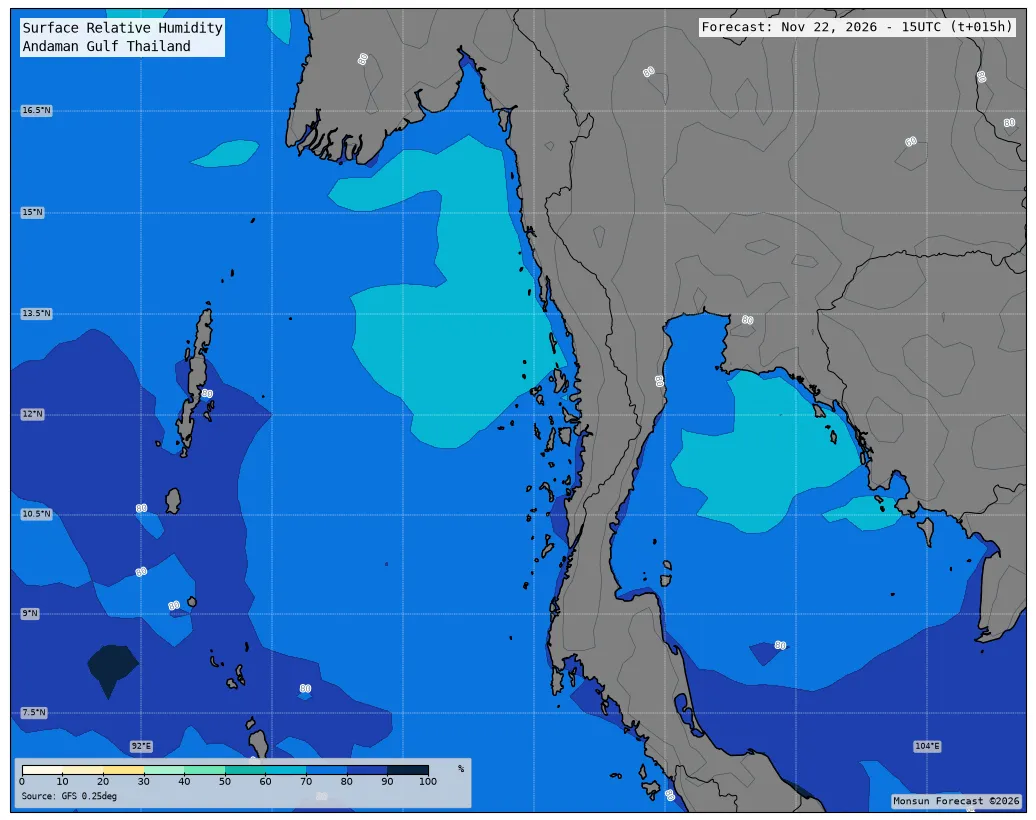 Surface Relative Humidity
Andaman Gulf Thailand
Forecast: Nov 22, 2026 - 15UTC (t+015h)
80
80
80
80
60
16.5°N
15°N
13.5°N
80
80
80
12°N
80
10.5°N
80
80
9°N
80
80
7.5°N
92°E
104°E
%
0 10 20 30 40 50 60 70 80 90 100
Source: GFS 0.25deg
80
Monsun Forecast ©2026